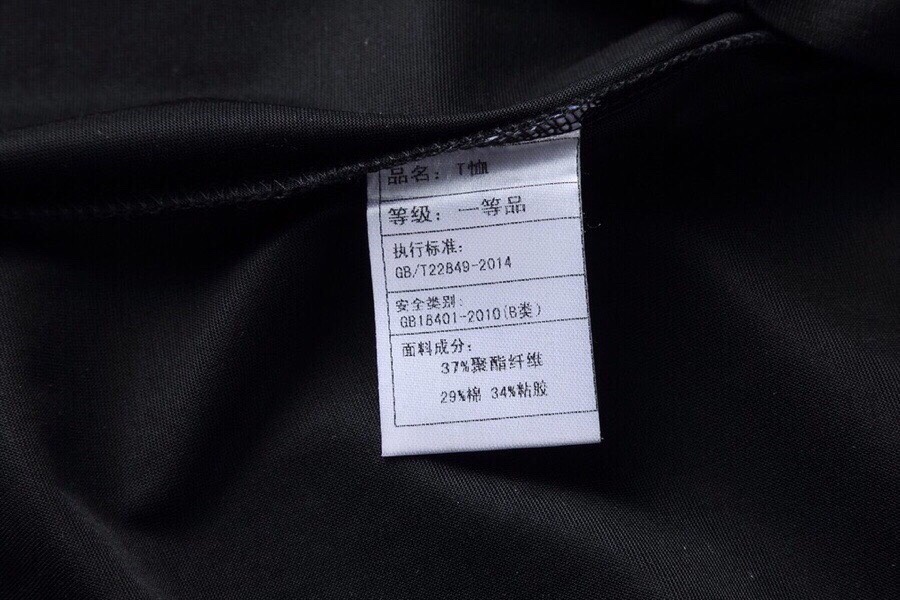 品名：T恤
等级：一等品
执行标准：
GB/T22849-2014
安全类别：
GB18401-2010(B类)
面料成分：
37%聚酯纤维
29%棉 34%粘胶